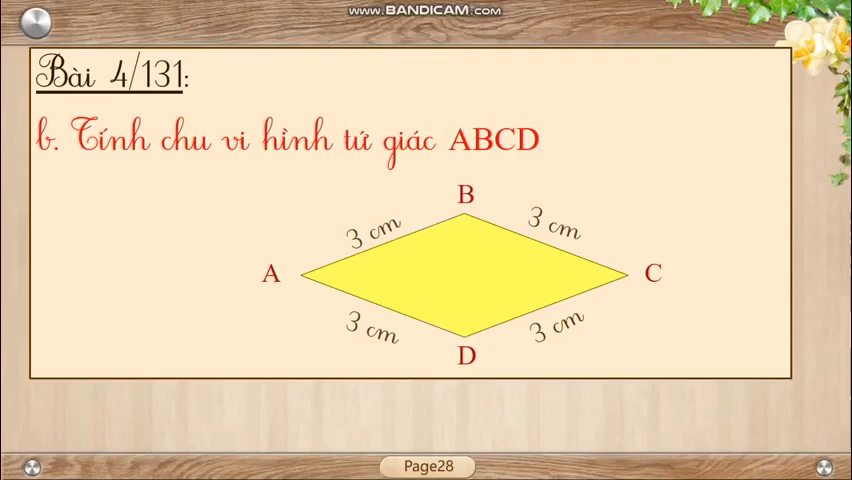 www.BANDICAM.com
Bài 4/131:
b. Tính chu vi hình tứ giác ABCD
B
3 cm
3 cm
A
C
3 cm
3 cm
D
Page28